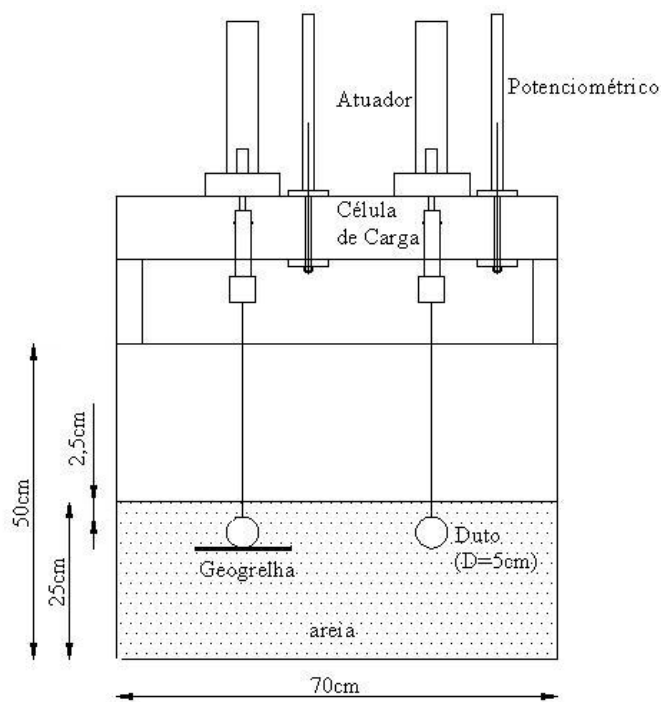 Potenciométrico
Atuador
Célula
de Carga
2,5cm
50cm
25cm
Duto
(D=5cm)
Geogrelha
areia
70cm